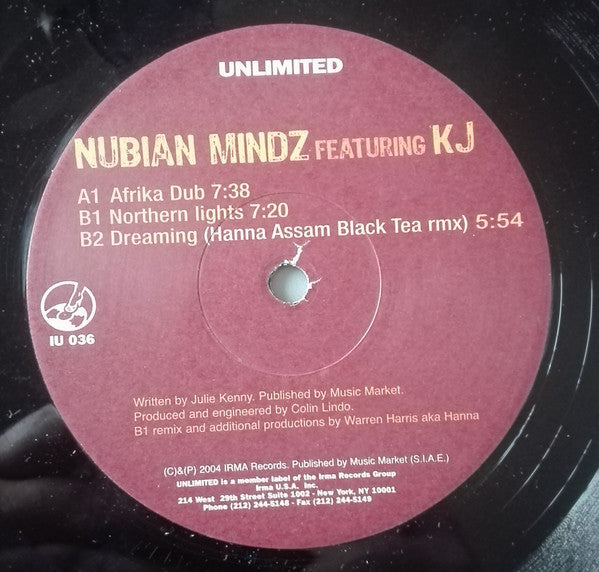 UNLIMITED
NUBIAN MINDZ FEATURING KJ
A1 Afrika Dub 7:38
B1 Northern lights 7:20
B2 Dreaming (Hanna Assam Black Tea rmx) 5:54
IU 036
Written by Julie Kenny. Published by Music Market.
Produced and engineered by Colin Lindo.
B1 remix and additional productions by Warren Harris aka Hanna
(C)&(P) 2004 IRMA Records. Published by Music Market (S.I.A.E.)
UNLIMITED is a member label of the Irma Records Group
Irma U.S.A. Inc.
214 West 29th Street Suite 1002 - New York, NY 10001
Phone (212) 244-5148 - Fax (212) 244-5149